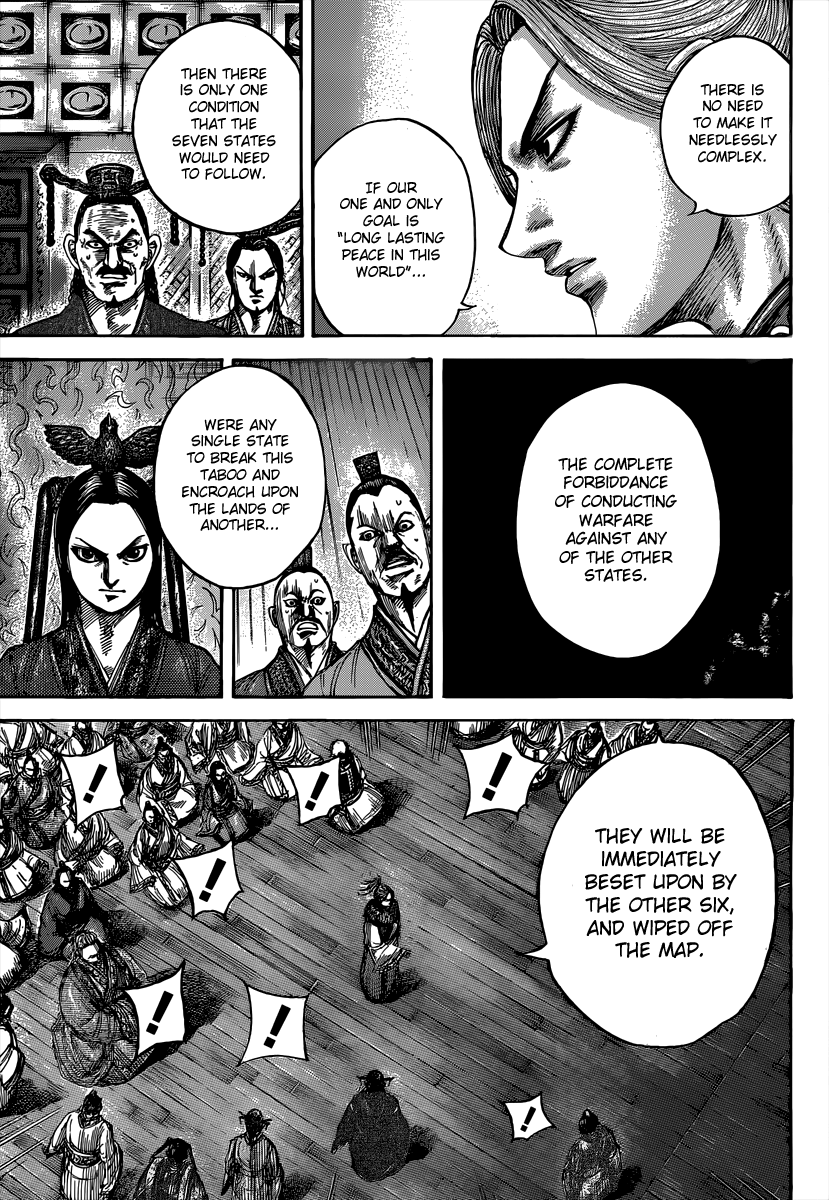 THERE IS
NO NEED
TO MAKE IT
NEEDLESSLY
COMPLEX.
IF OUR
ONE AND ONLY
GOAL IS
"LONG LASTING
PEACE IN THIS
WORLD"...
THEN THERE
IS ONLY ONE
CONDITION
THAT THE
SEVEN STATES
WOULD NEED
TO FOLLOW.
THE COMPLETE
FORBIDDANCE
OF CONDUCTING
WARFARE
AGAINST ANY
OF THE OTHER
STATES.
WERE ANY
SINGLE STATE
TO BREAK THIS
TABOO AND
ENCROACH UPON
THE LANDS OF
ANOTHER...
THEY WILL BE
IMMEDIATELY
BESET UPON BY
THE OTHER SIX,
AND WIPED OFF
THE MAP.
!
!
!
!
!
!
!